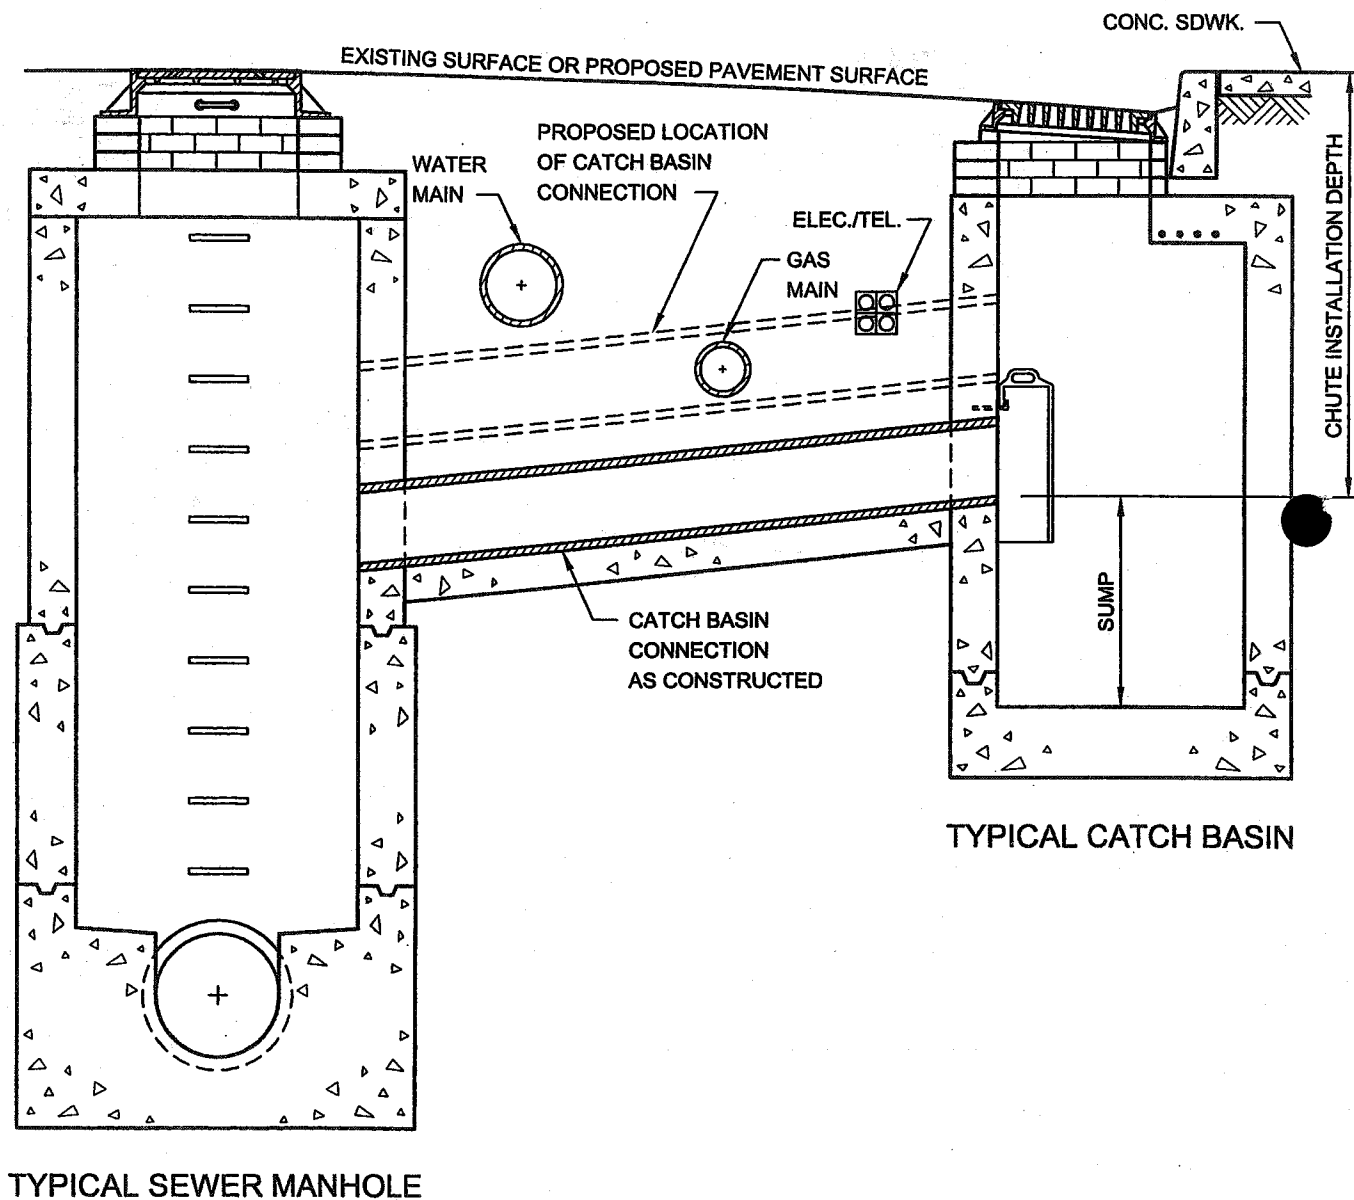 CONC. SDWK.
EXISTING SURFACE OR PROPOSED PAVEMENT SURFACE
PROPOSED LOCATION
OF CATCH BASIN
CONNECTION
WATER
MAIN
ELEC./TEL.
GAS
MAIN
CHUTE INSTALLATION DEPTH
SUMP
CATCH BASIN
CONNECTION
AS CONSTRUCTED
TYPICAL CATCH BASIN
TYPICAL SEWER MANHOLE